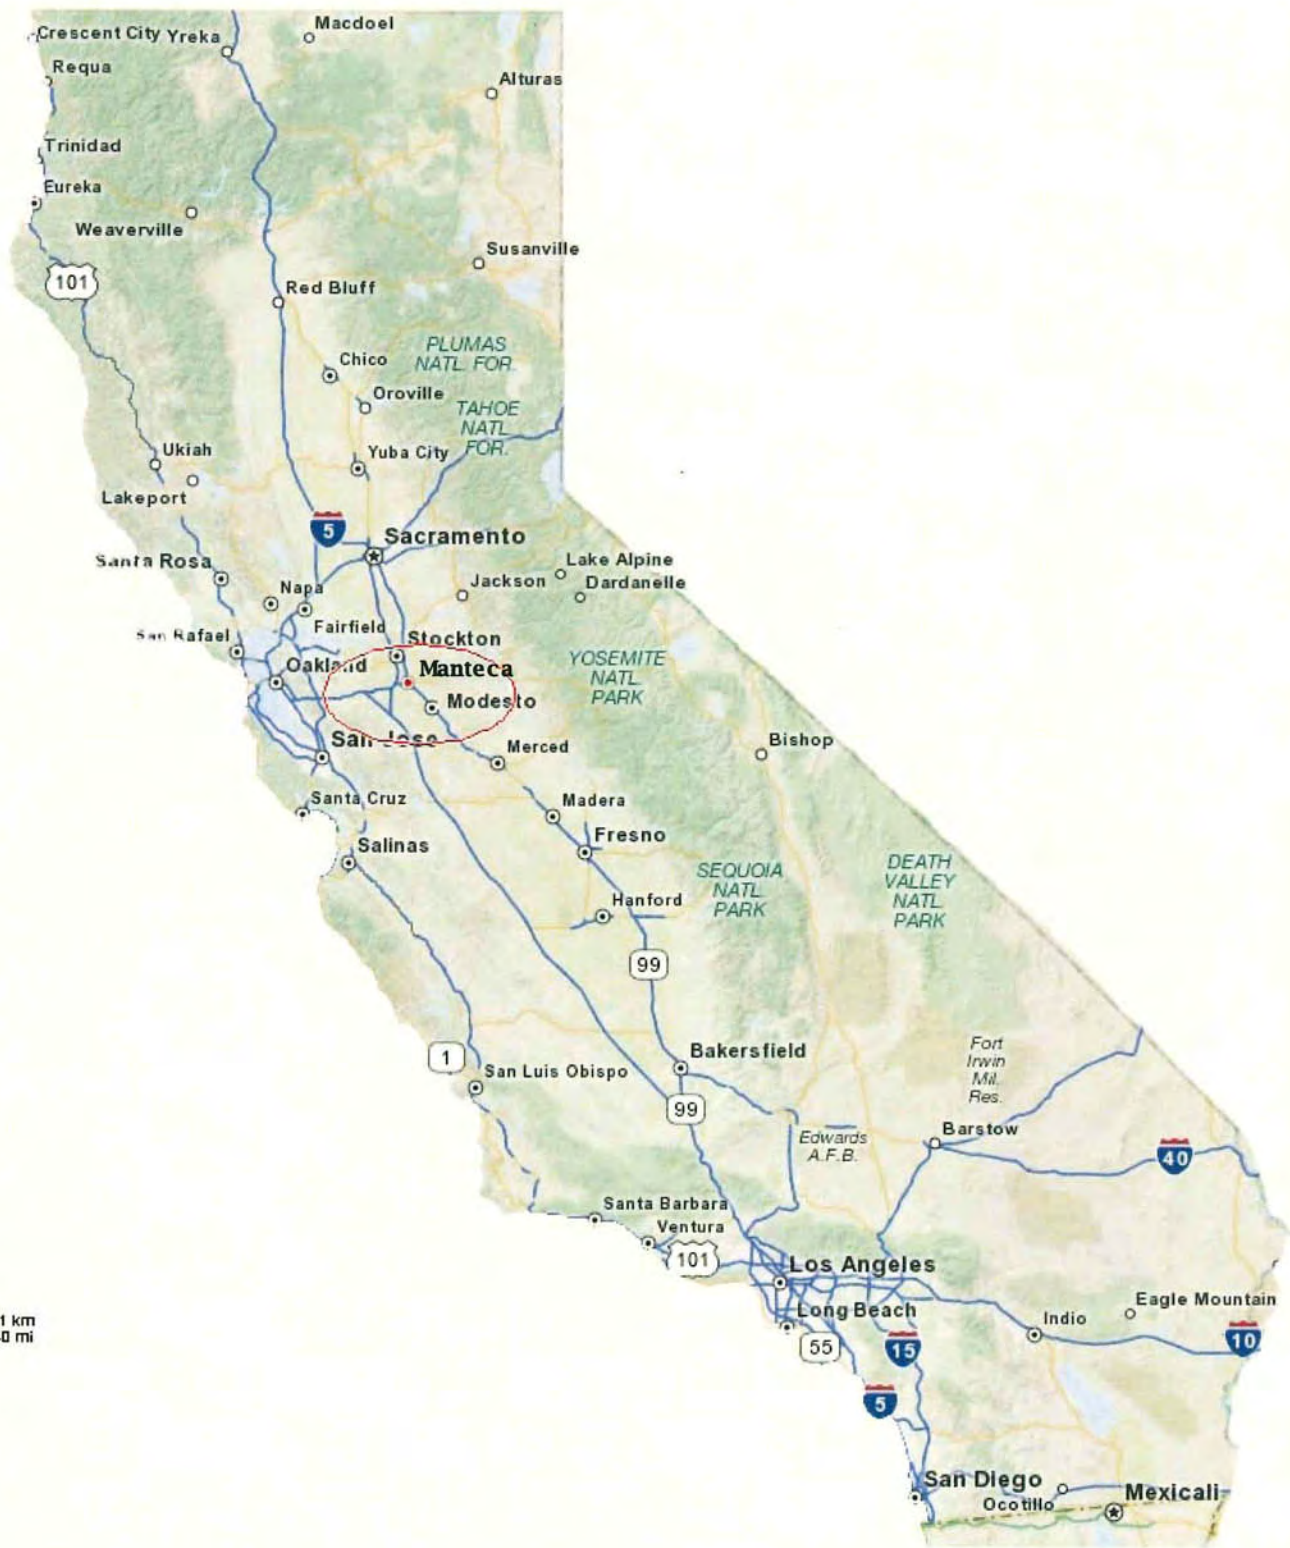 Macdoel
Crescent City
Yreka
Requa
Alturas
Trinidad
Eureka
Weaverville
Susanville
101
Red Bluff
PLUMAS
NATL. FOR.
Chico
Oroville
TAHOE
NATL
FOR.
Ukiah
Yuba City
Lakeport
5
Sacramento
Santa Rosa
Lake Alpine
Jackson
Dardanelle
Napa
Fairfield
San Rafael
Stockton
Oakland
Manteca
YOSEMITE
NATL
PARK
Modesto
San Jose
Merced
Bishop
Santa Cruz
Madera
Fresno
Salinas
SEQUOIA
NATL
PARK
DEATH
VALLEY
NATL
PARK
Hanford
99
1
Bakersfield
Fort
Irwin
Mil.
Res.
San Luis Obispo
99
Barstow
Edwards
A.F.B.
40
Santa Barbara
Ventura
101
Los Angeles
Eagle Mountain
Long Beach
Indio
1 km
0 mi
55
15
10
5
San Diego
Ocotillo
Mexicali